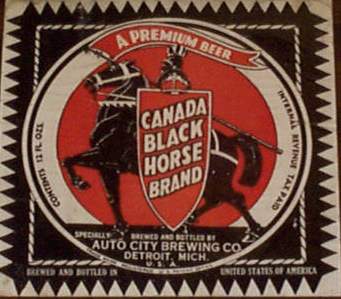 A PREMIUM BEER
CANADA
BLACK
HORSE
BRAND
CONTENTS 12 FL. OZS.
INTERNAL REVENUE TAX PAID
SPECIALLY BREWED AND BOTTLED BY
AUTO CITY BREWING CO.
DETROIT, MICH.
U.S.A.
BREWED AND BOTTLED IN UNITED STATES OF AMERICA